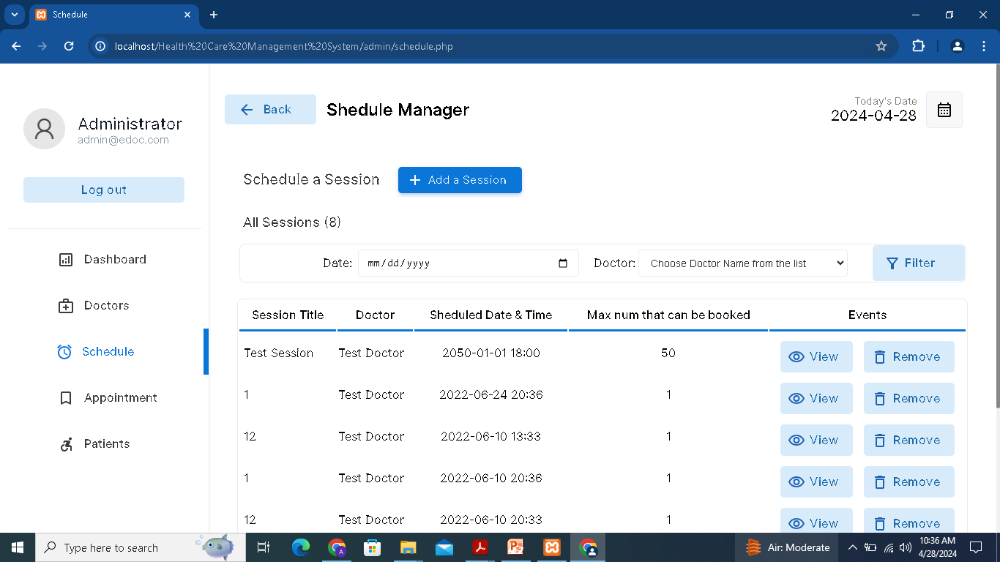 Schedule
localhost/Health%20Care%20Management%20System/admin/schedule.php
Administrator
admin@edoc.com
Log out
Dashboard
Doctors
Schedule
Appointment
Patients
Back
Shedule Manager
Today's Date
2024-04-28
Schedule a Session
Add a Session
All Sessions (8)
Date: mm/dd/yyyy Doctor: Choose Doctor Name from the list Filter
Session Title Doctor Sheduled Date & Time Max num that can be booked Events
Test Session Test Doctor 2050-01-01 18:00 50 View Remove
1 Test Doctor 2022-06-24 20:36 1 View Remove
12 Test Doctor 2022-06-10 13:33 1 View Remove
1 Test Doctor 2022-06-10 20:36 1 View Remove
12 Test Doctor 2022-06-10 20:33 1 View Remove
Type here to search
A
Air: Moderate
10:36 AM
4/28/2024